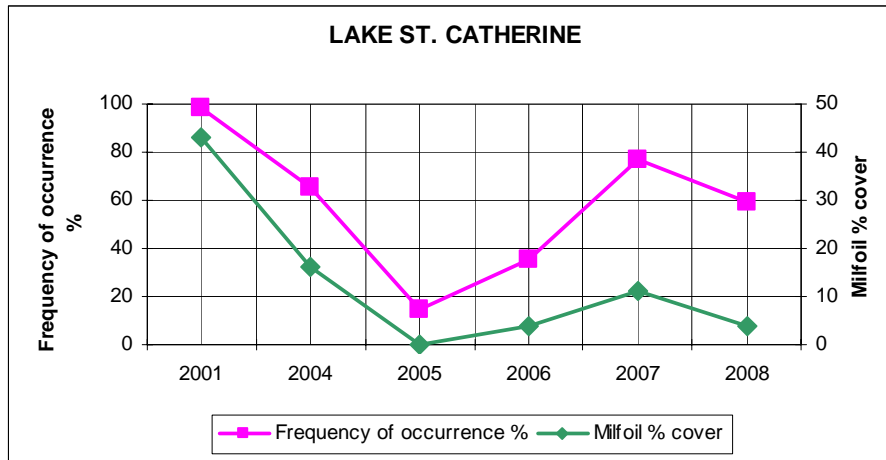 LAKE ST. CATHERINE
Frequency of occurrence
%
100
80
60
40
20
0
50
40
30
20
10
0
Milfoil % cover
2001 2004 2005 2006 2007 2008
Frequency of occurrence % Milfoil % cover